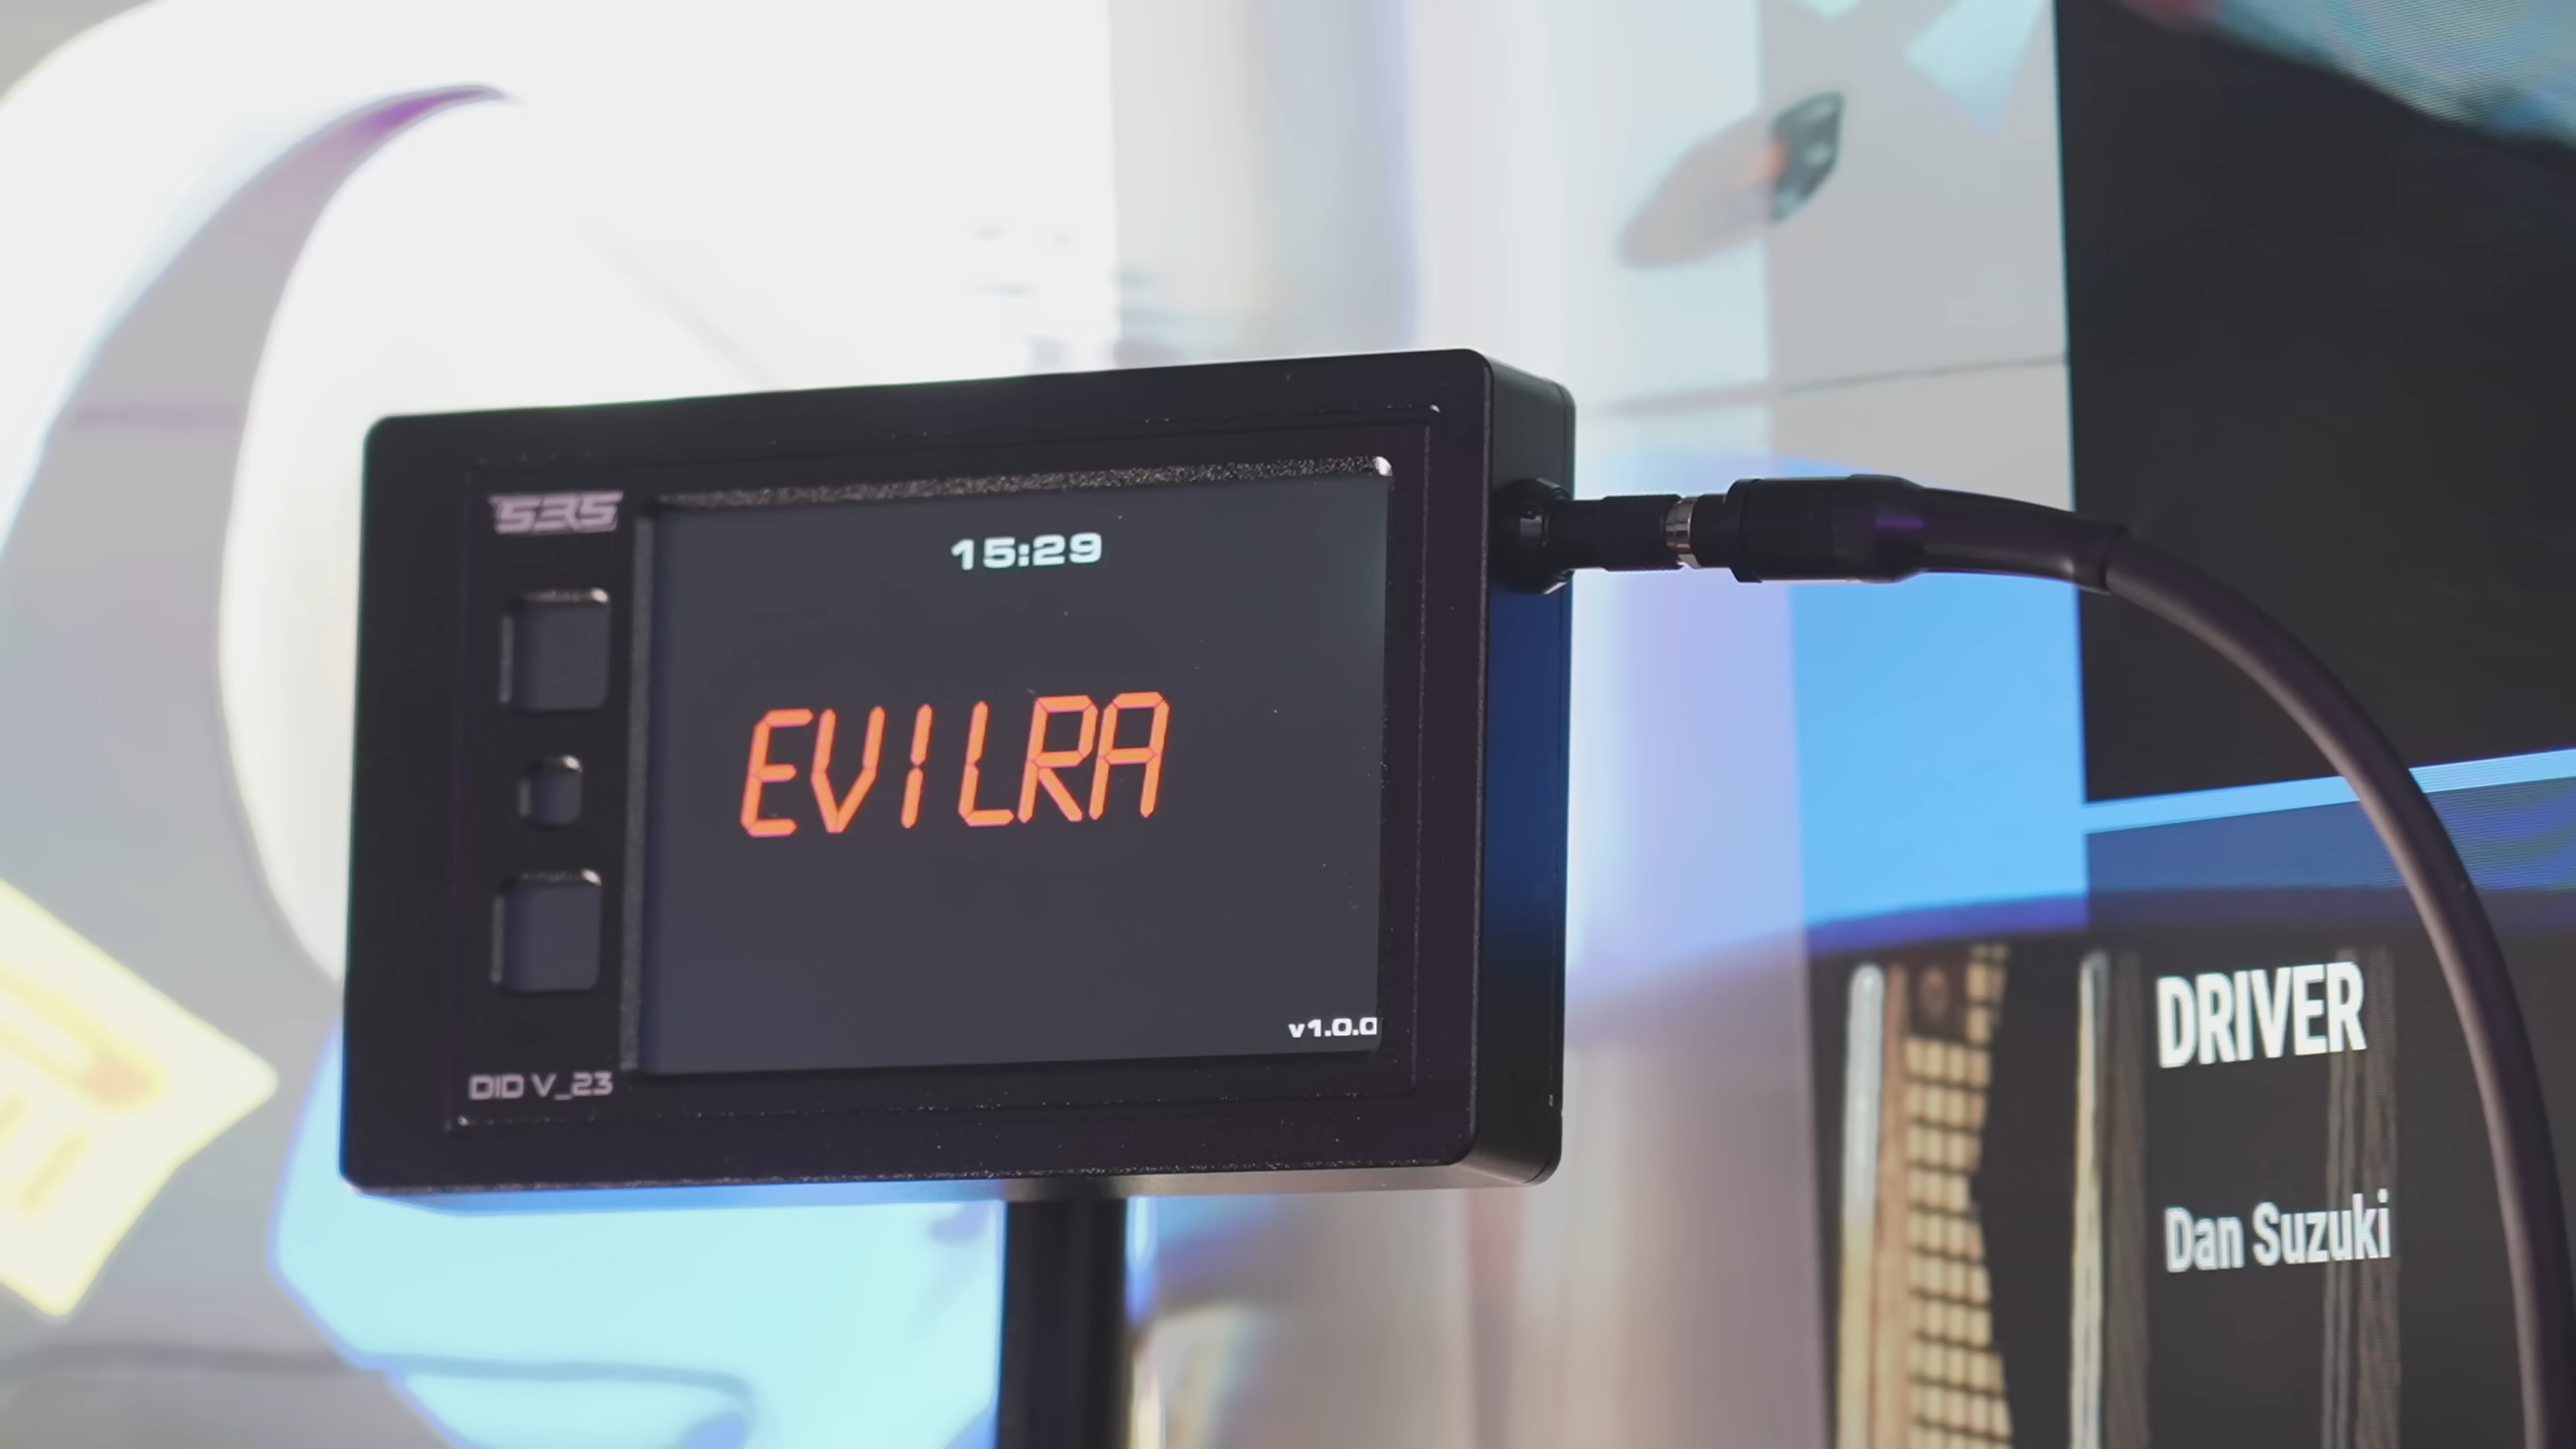 535
15:29
EVILRA
v1.0.0
DID V_23
DRIVER
Dan Suzuki